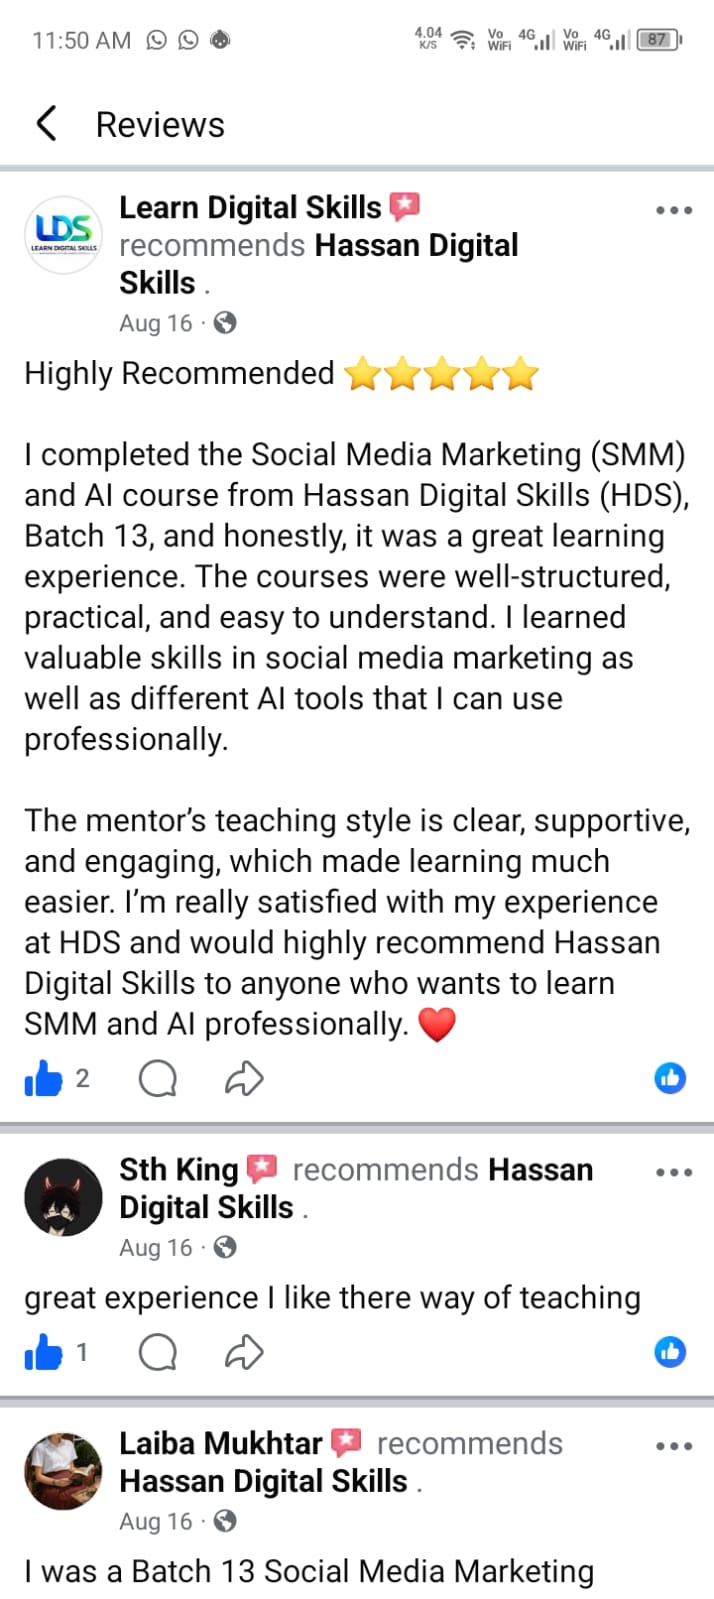 11:50 AM
4.04 K/S Vo WiFi 4G Vo WiFi 4G 87
Reviews
LDS
LEARN DIGITAL SKILLS
Learn Digital Skills
recommends Hassan Digital
Skills .
Aug 16 ·
Highly Recommended ⭐⭐⭐⭐⭐
I completed the Social Media Marketing (SMM)
and AI course from Hassan Digital Skills (HDS),
Batch 13, and honestly, it was a great learning
experience. The courses were well-structured,
practical, and easy to understand. I learned
valuable skills in social media marketing as
well as different AI tools that I can use
professionally.
The mentor’s teaching style is clear, supportive,
and engaging, which made learning much
easier. I’m really satisfied with my experience
at HDS and would highly recommend Hassan
Digital Skills to anyone who wants to learn
SMM and AI professionally. ❤️
2
Sth King recommends Hassan
Digital Skills .
Aug 16 ·
great experience I like there way of teaching
1
Laiba Mukhtar recommends
Hassan Digital Skills .
Aug 16 ·
I was a Batch 13 Social Media Marketing